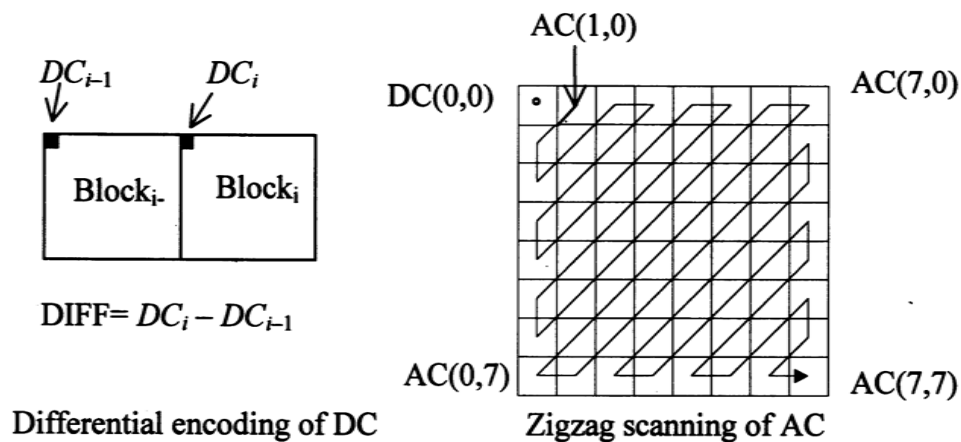 DC_{i–1}
DC_i
Block_{i-}
Block_i
DIFF= DC_i – DC_{i–1}
Differential encoding of DC
AC(1,0)
DC(0,0)
AC(7,0)
AC(0,7)
AC(7,7)
Zigzag scanning of AC